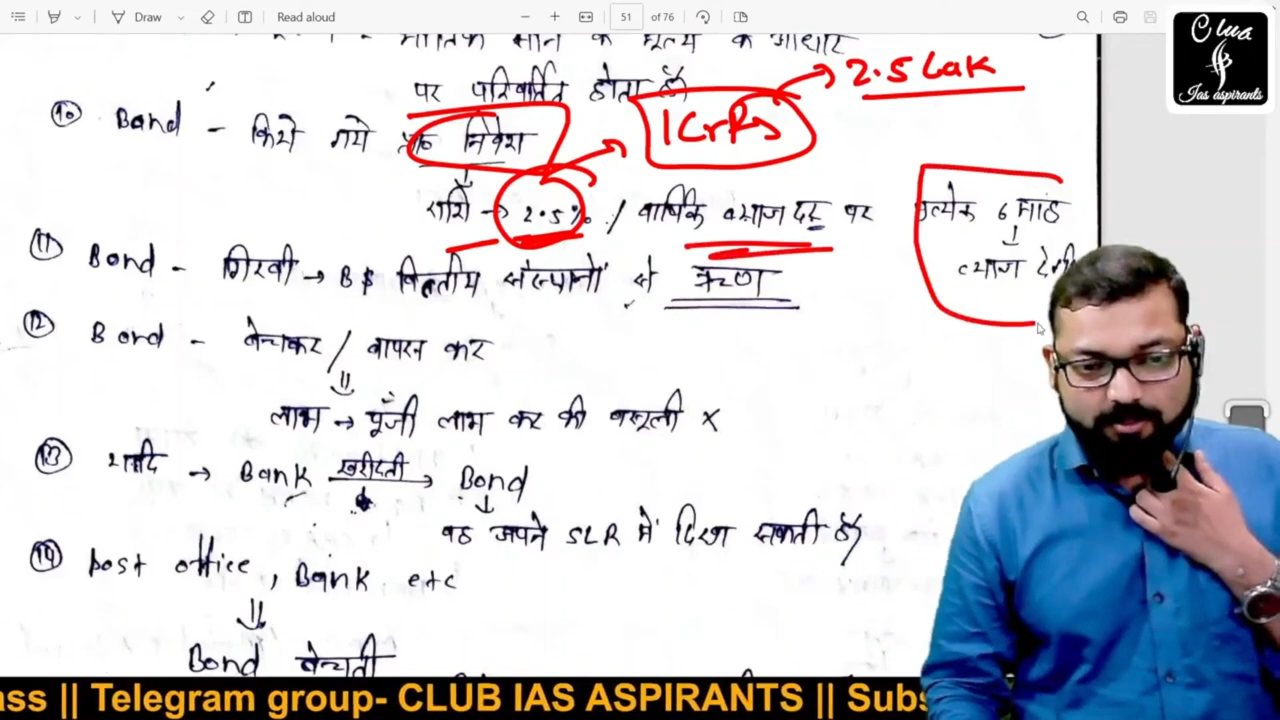 Draw
Read aloud
51 of 76
Club
Ias aspirants
पर परिवर्तित होता है।
2.5 Lak
⑩ Bond - किये गये निवेश
1 Cr Rs
राशि → 2.5% / वार्षिक ब्याज दर पर प्रत्येक 6 माह
↓
ब्याज देगी
⑪ Bond - गिरवी → वित्तीय संस्थानों से ऋण
⑫ Bond - बेचकर / वापस कर
लाभ → पूँजी लाभ कर की वसूली x
⑬ यदि → Bank खरीदती → Bond
वह अपने SLR में दिखा सकती है।
⑭ post office, Bank etc
Bond बेचती
ass || Telegram group- CLUB IAS ASPIRANTS || Subs